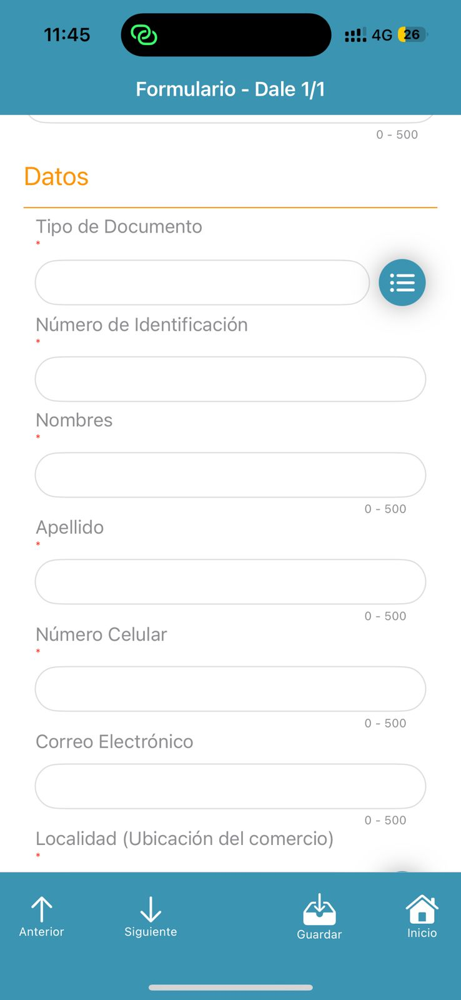 11:45
4G
26
Formulario - Dale 1/1
0 - 500
Datos
Tipo de Documento
*
Número de Identificación
*
Nombres
*
0 - 500
Apellido
*
0 - 500
Número Celular
*
0 - 500
Correo Electrónico
0 - 500
Localidad (Ubicación del comercio)
*
Anterior
Siguiente
Guardar
Inicio